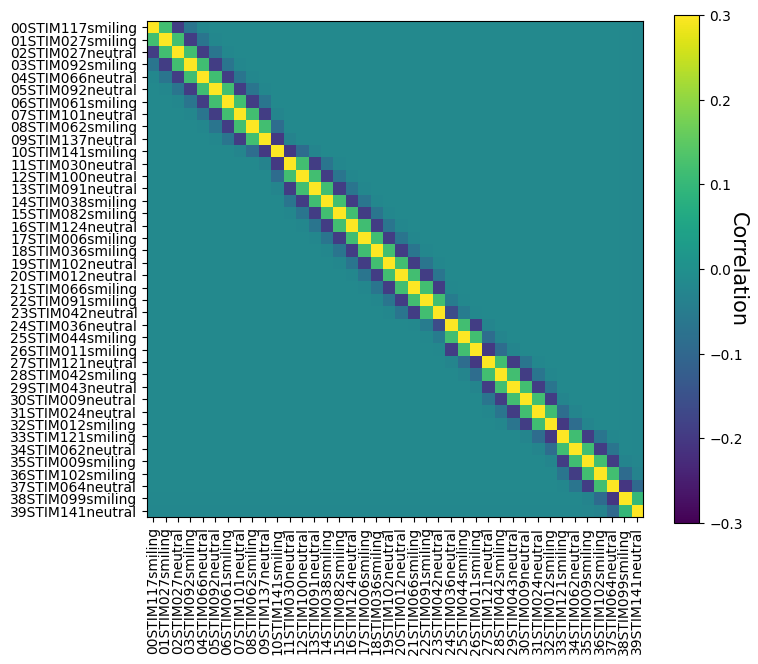 00STIM117smiling
01STIM027smiling
02STIM027neutral
03STIM092smiling
04STIM066neutral
05STIM092neutral
06STIM061smiling
07STIM101neutral
08STIM062smiling
09STIM137neutral
10STIM141smiling
11STIM030neutral
12STIM100neutral
13STIM091neutral
14STIM038smiling
15STIM082smiling
16STIM124neutral
17STIM006smiling
18STIM036smiling
19STIM102neutral
20STIM012neutral
21STIM066smiling
22STIM091smiling
23STIM042neutral
24STIM036neutral
25STIM044smiling
26STIM011smiling
27STIM121neutral
28STIM042smiling
29STIM043neutral
30STIM009neutral
31STIM024neutral
32STIM012smiling
33STIM121smiling
34STIM062neutral
35STIM009smiling
36STIM102smiling
37STIM064neutral
38STIM099smiling
39STIM141neutral
00STIM117smiling
01STIM027smiling
02STIM027neutral
03STIM092smiling
04STIM066neutral
05STIM092neutral
06STIM061smiling
07STIM101neutral
08STIM062smiling
09STIM137neutral
10STIM141smiling
11STIM030neutral
12STIM100neutral
13STIM091neutral
14STIM038smiling
15STIM082smiling
16STIM124neutral
17STIM006smiling
18STIM036smiling
19STIM102neutral
20STIM012neutral
21STIM066smiling
22STIM091smiling
23STIM042neutral
24STIM036neutral
25STIM044smiling
26STIM011smiling
27STIM121neutral
28STIM042smiling
29STIM043neutral
30STIM009neutral
31STIM024neutral
32STIM012smiling
33STIM121smiling
34STIM062neutral
35STIM009smiling
36STIM102smiling
37STIM064neutral
38STIM099smiling
39STIM141neutral
0.3
0.2
0.1
0.0
−0.1
−0.2
−0.3
Correlation